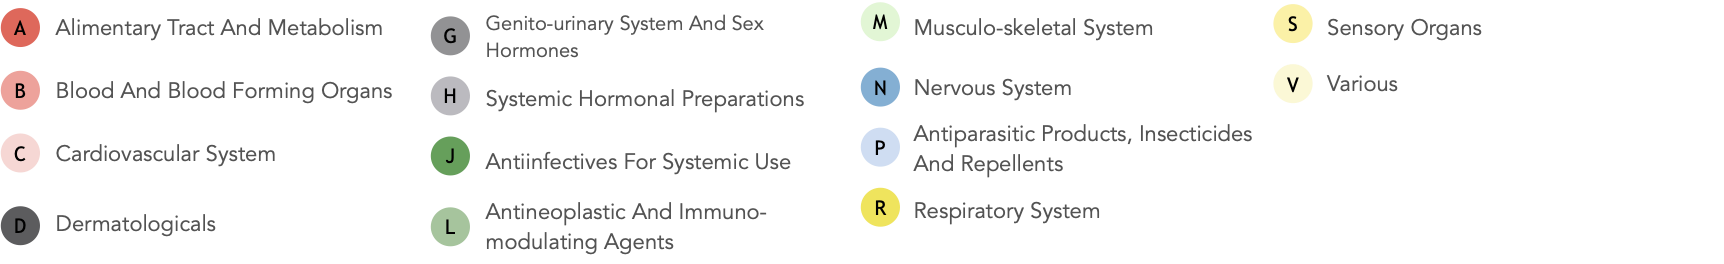 A Alimentary Tract And Metabolism
B Blood And Blood Forming Organs
C Cardiovascular System
D Dermatologicals
G Genito-urinary System And Sex
Hormones
H Systemic Hormonal Preparations
J Antiinfectives For Systemic Use
L Antineoplastic And Immuno-
modulating Agents
M Musculo-skeletal System
N Nervous System
P Antiparasitic Products, Insecticides
And Repellents
R Respiratory System
S Sensory Organs
V Various